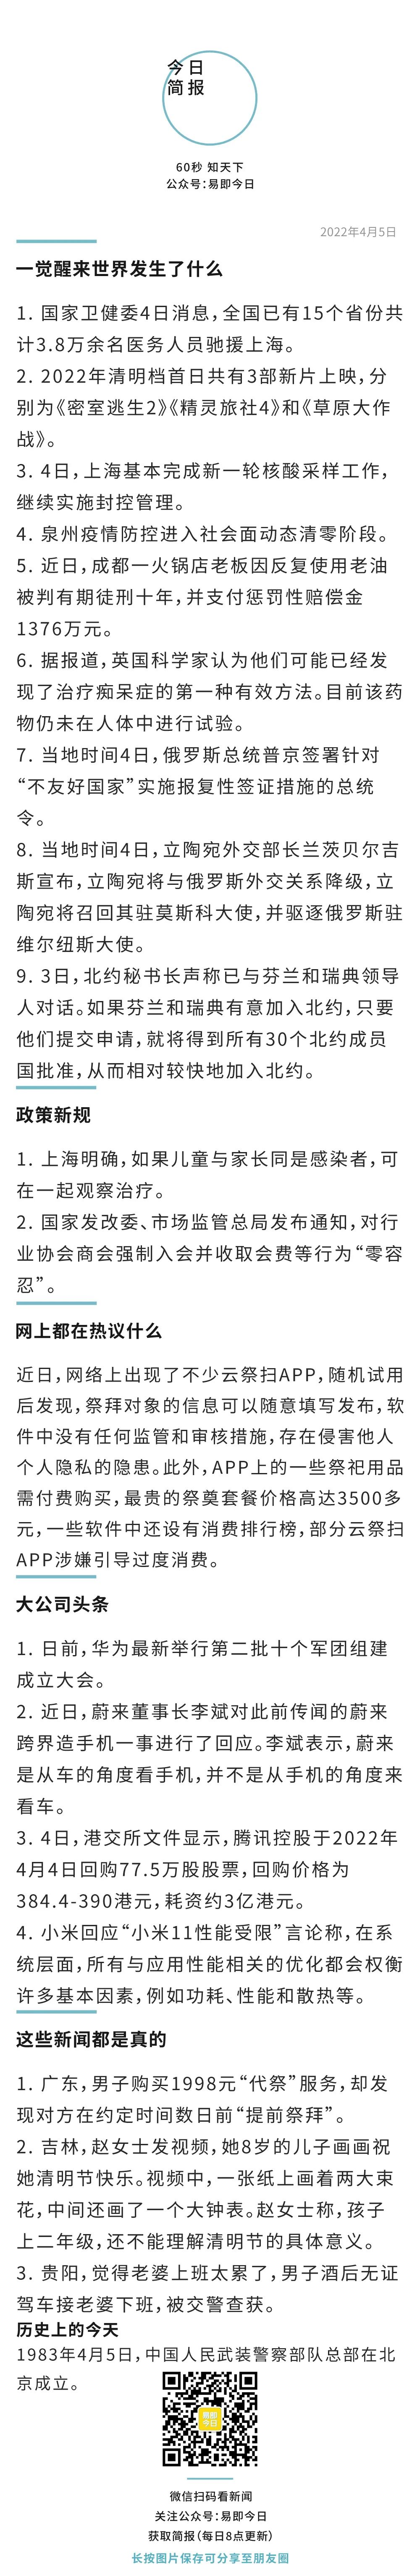 今日
简报
60秒 知天下
公众号：易即今日
2022年4月5日
一觉醒来世界发生了什么
1. 国家卫健委4日消息，全国已有15个省份共
计3.8万余名医务人员驰援上海。
2. 2022年清明档首日共有3部新片上映，分
别为《密室逃生2》《精灵旅社4》和《草原大作
战》。
3. 4日，上海基本完成新一轮核酸采样工作，
继续实施封控管理。
4. 泉州疫情防控进入社会面动态清零阶段。
5. 近日，成都一火锅店老板因反复使用老油
被判有期徒刑十年，并支付惩罚性赔偿金
1376万元。
6. 据报道，英国科学家认为他们可能已经发
现了治疗痴呆症的第一种有效方法。目前该药
物仍未在人体中进行试验。
7. 当地时间4日，俄罗斯总统普京签署针对
“不友好国家”实施报复性签证措施的总统
令。
8. 当地时间4日，立陶宛外交部长兰茨贝尔吉
斯宣布，立陶宛将与俄罗斯外交关系降级，立
陶宛将召回其驻莫斯科大使，并驱逐俄罗斯驻
维尔纽斯大使。
9. 3日，北约秘书长声称已与芬兰和瑞典领导
人对话。如果芬兰和瑞典有意加入北约，只要
他们提交申请，就将得到所有30个北约成员
国批准，从而相对较快地加入北约。
政策新规
1. 上海明确，如果儿童与家长同是感染者，可
在一起观察治疗。
2. 国家发改委、市场监管总局发布通知，对行
业协会商会强制入会并收取会费等行为“零容
忍”。
网上都在热议什么
近日，网络上出现了不少云祭扫APP，随机试用
后发现，祭拜对象的信息可以随意填写发布，软
件中没有任何监管和审核措施，存在侵害他人
个人隐私的隐患。此外，APP上的一些祭祀用品
需付费购买，最贵的祭奠套餐价格高达3500多
元，一些软件中还设有消费排行榜，部分云祭扫
APP涉嫌引导过度消费。
大公司头条
1. 日前，华为最新举行第二批十个军团组建
成立大会。
2. 近日，蔚来董事长李斌对此前传闻的蔚来
跨界造手机一事进行了回应。李斌表示，蔚来
是从车的角度看手机，并不是从手机的角度来
看车。
3. 4日，港交所文件显示，腾讯控股于2022年
4月4日回购77.5万股股票，回购价格为
384.4-390港元，耗资约3亿港元。
4. 小米回应“小米11性能受限”言论称，在系
统层面，所有与应用性能相关的优化都会权衡
许多基本因素，例如功耗、性能和散热等。
这些新闻都是真的
1. 广东，男子购买1998元“代祭”服务，却发
现对方在约定时间数日前“提前祭拜”。
2. 吉林，赵女士发视频，她8岁的儿子画画祝
她清明节快乐。视频中，一张纸上画着两大束
花，中间还画了一个大钟表。赵女士称，孩子
上二年级，还不能理解清明节的具体意义。
3. 贵阳，觉得老婆上班太累了，男子酒后无证
驾车接老婆下班，被交警查获。
历史上的今天
1983年4月5日，中国人民武装警察部队总部在北
京成立。
易即
今日
微信扫码看新闻
关注公众号：易即今日
获取简报（每日8点更新）
长按图片保存可分享至朋友圈